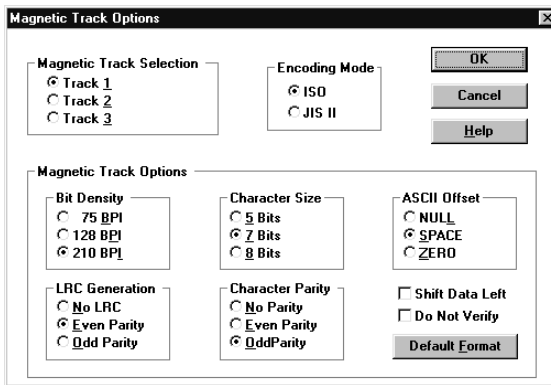 Magnetic Track Options
Magnetic Track Selection
Track 1
Track 2
Track 3
Encoding Mode
ISO
JIS II
OK
Cancel
Help
Magnetic Track Options
Bit Density
75 BPI
128 BPI
210 BPI
Character Size
5 Bits
7 Bits
8 Bits
ASCII Offset
NULL
SPACE
ZERO
LRC Generation
No LRC
Even Parity
Odd Parity
Character Parity
No Parity
Even Parity
OddParity
Shift Data Left
Do Not Verify
Default Format